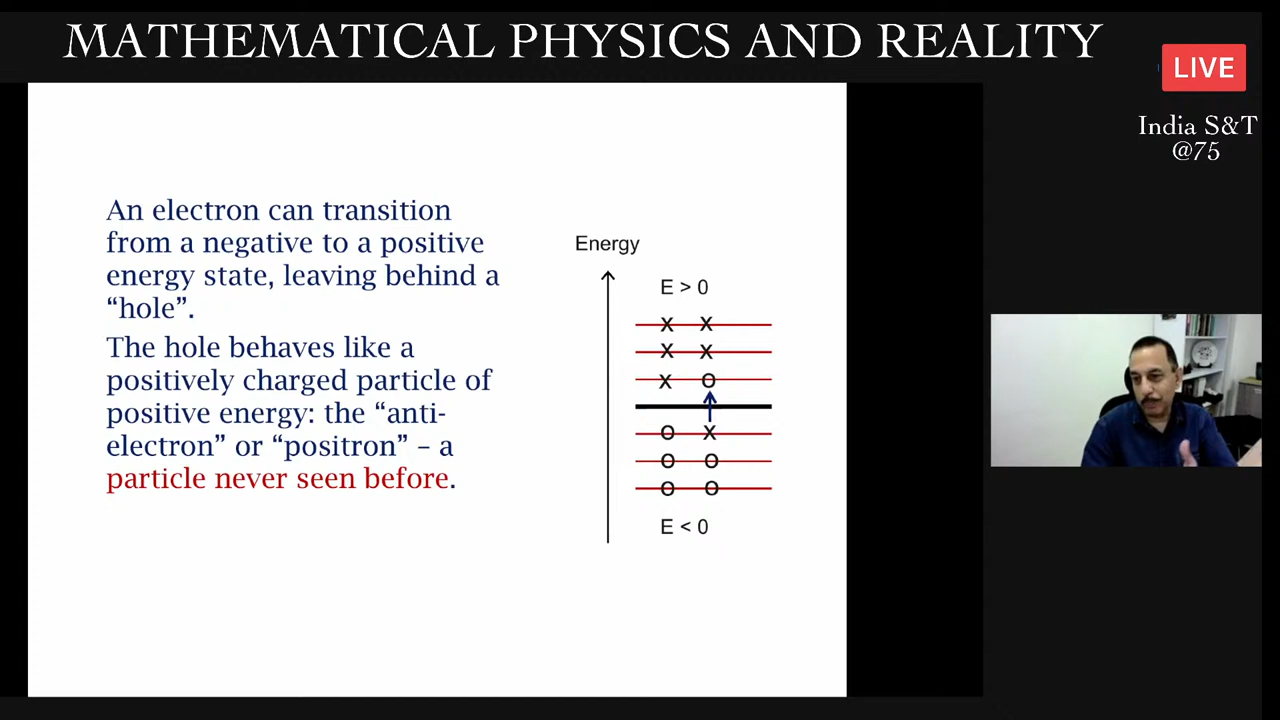 MATHEMATICAL PHYSICS AND REALITY
LIVE
India S&T
@75
An electron can transition
from a negative to a positive
energy state, leaving behind a
“hole”.
The hole behaves like a
positively charged particle of
positive energy: the “anti-
electron” or “positron” – a
particle never seen before.
Energy
E > 0
x x
x x
x o
o x
o o
o o
E < 0